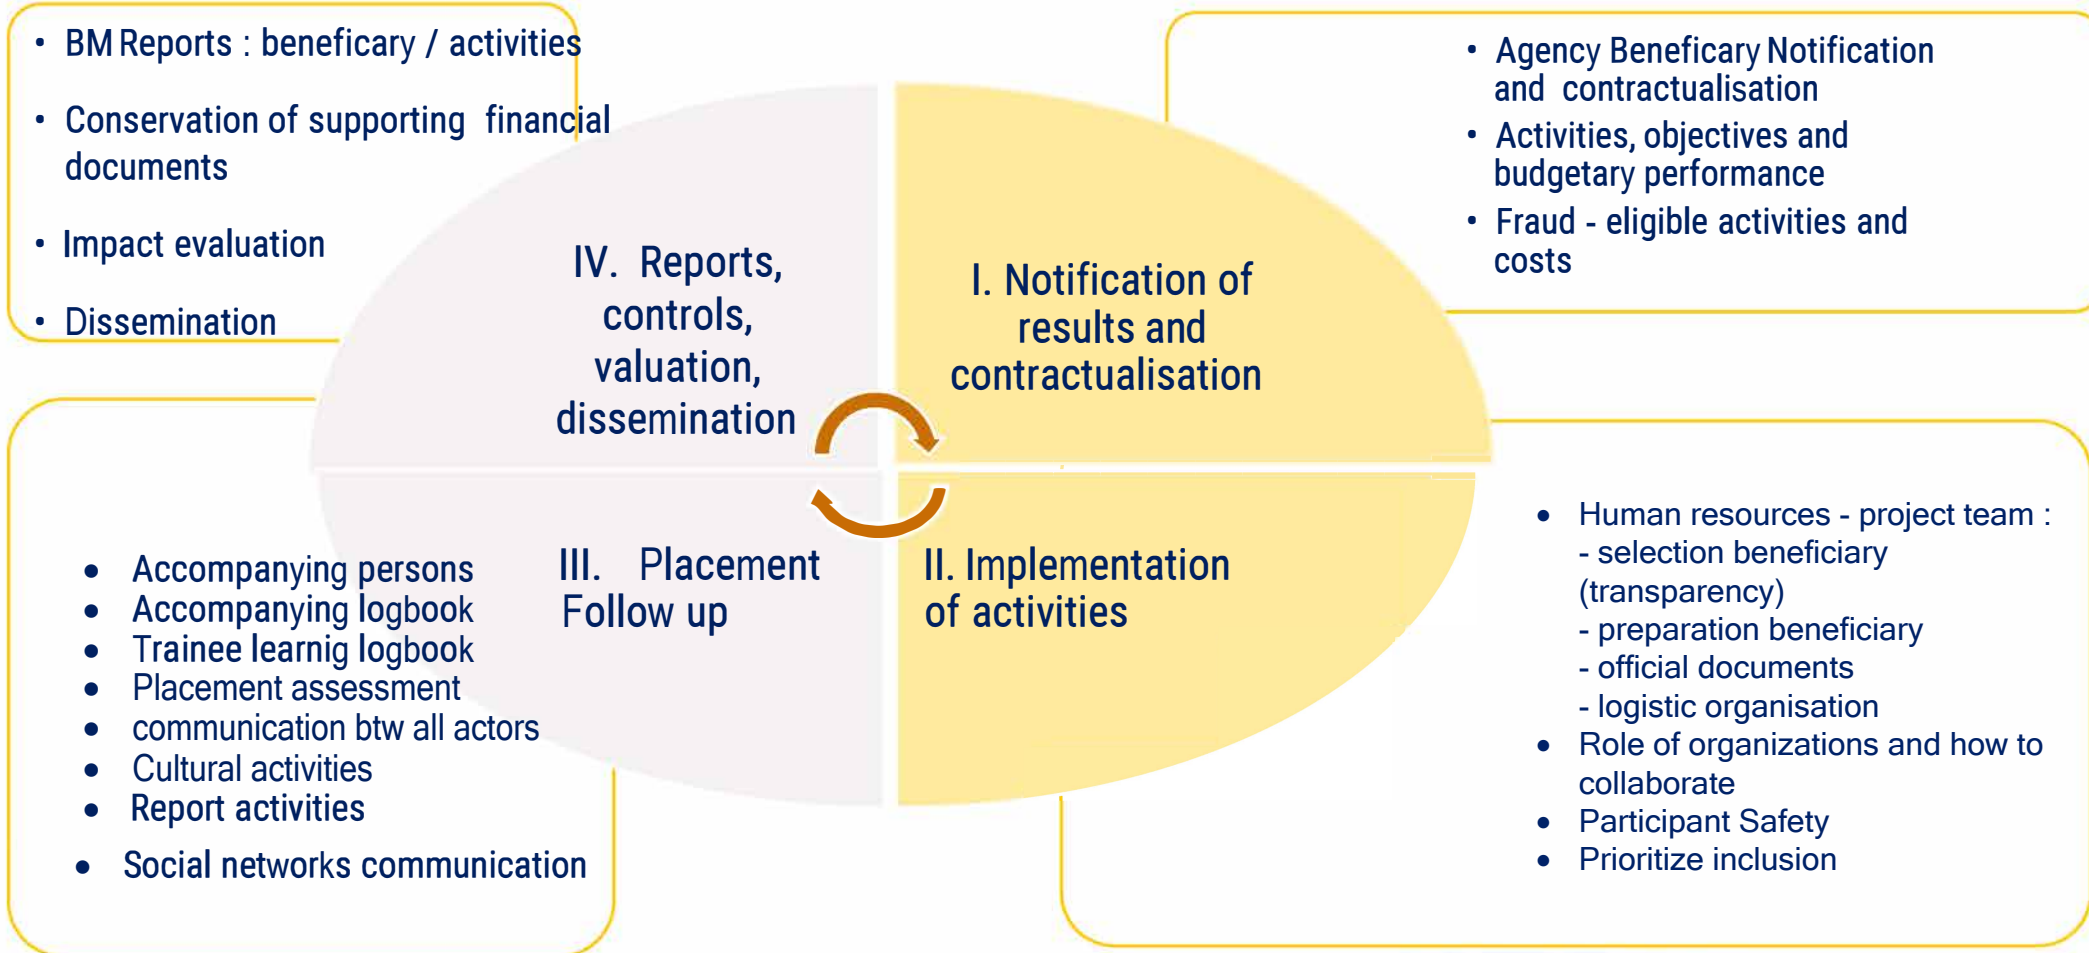 • BM Reports : beneficary / activities
• Conservation of supporting financial
documents
• Impact evaluation
• Dissemination
• Agency Beneficary Notification
and contractualisation
• Activities, objectives and
budgetary performance
• Fraud - eligible activities and
costs
IV. Reports,
controls,
valuation,
dissemination
I. Notification of
results and
contractualisation
III. Placement
Follow up
II. Implementation
of activities
• Accompanying persons
• Accompanying logbook
• Trainee learnig logbook
• Placement assessment
• communication btw all actors
• Cultural activities
• Report activities
• Social networks communication
• Human resources - project team :
- selection beneficiary
(transparency)
- preparation beneficiary
- official documents
- logistic organisation
• Role of organizations and how to
collaborate
• Participant Safety
• Prioritize inclusion